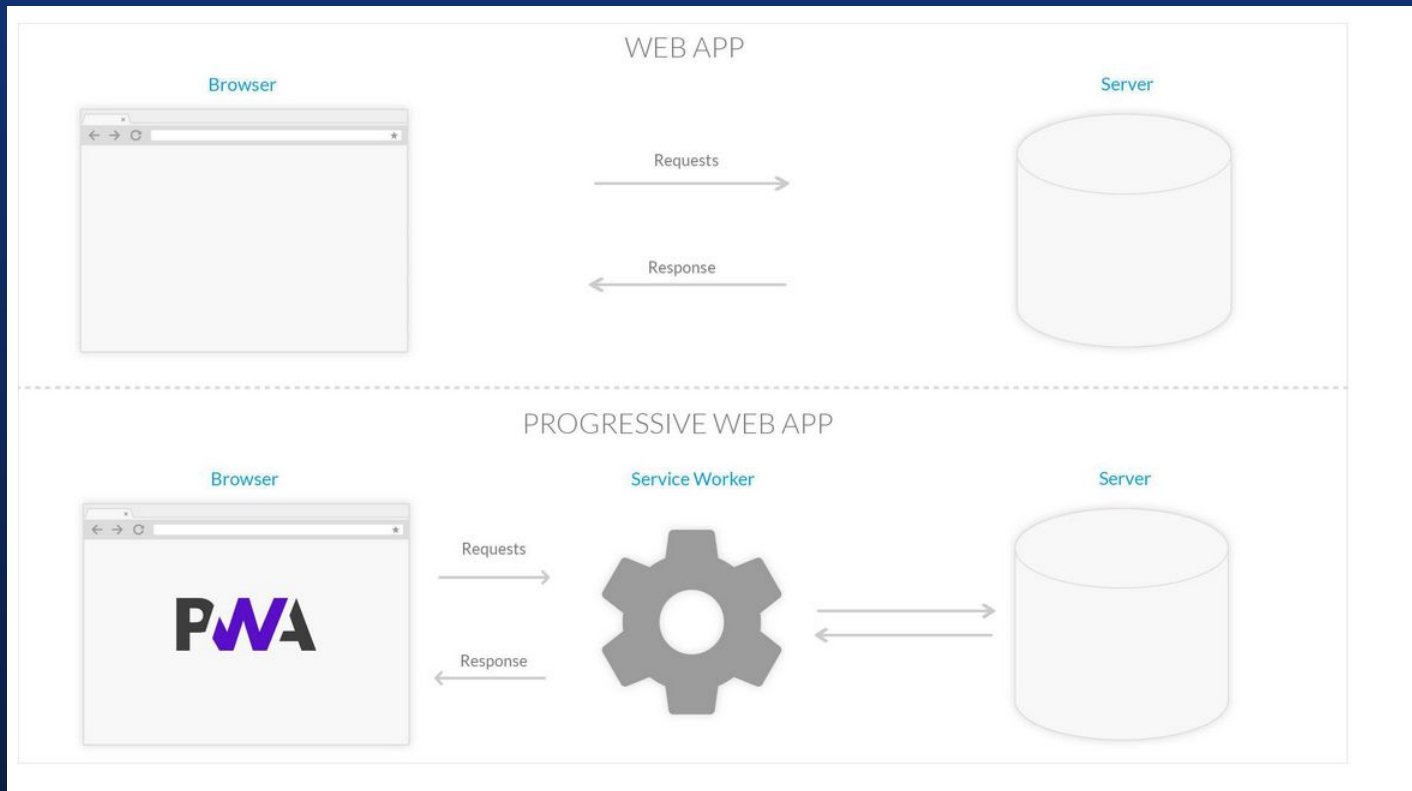 WEB APP
Browser
Server
Requests
Response
PROGRESSIVE WEB APP
Browser
Service Worker
Server
Requests
PWA
Response